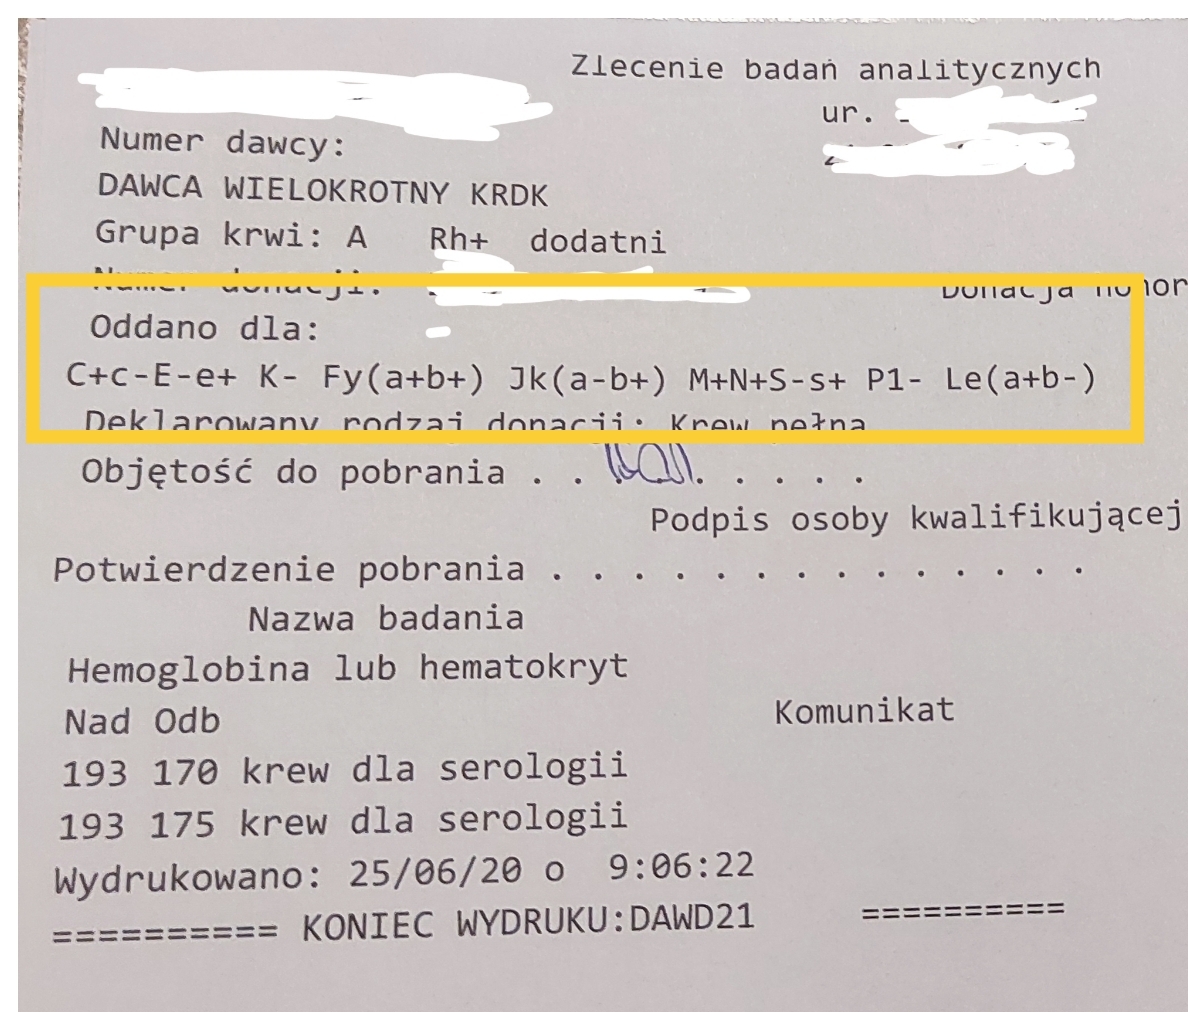 Zlecenie badań analitycznych
ur.
Numer dawcy:
DAWCA WIELOKROTNY KRDK
Grupa krwi: A Rh+ dodatni
Numer donacji: Donacja honor
Oddano dla:
C+c-E-e+ K- Fy(a+b+) Jk(a-b+) M+N+S-s+ P1- Le(a+b-)
Deklarowany rodzaj donacji: Krew pełna
Objętość do pobrania . . . . . . . .
Podpis osoby kwalifikującej
Potwierdzenie pobrania . . . . . . . . . . . . . .
Nazwa badania
Hemoglobina lub hematokryt
Nad Odb Komunikat
193 170 krew dla serologii
193 175 krew dla serologii
Wydrukowano: 25/06/20 o 9:06:22
========== KONIEC WYDRUKU:DAWD21 ==========